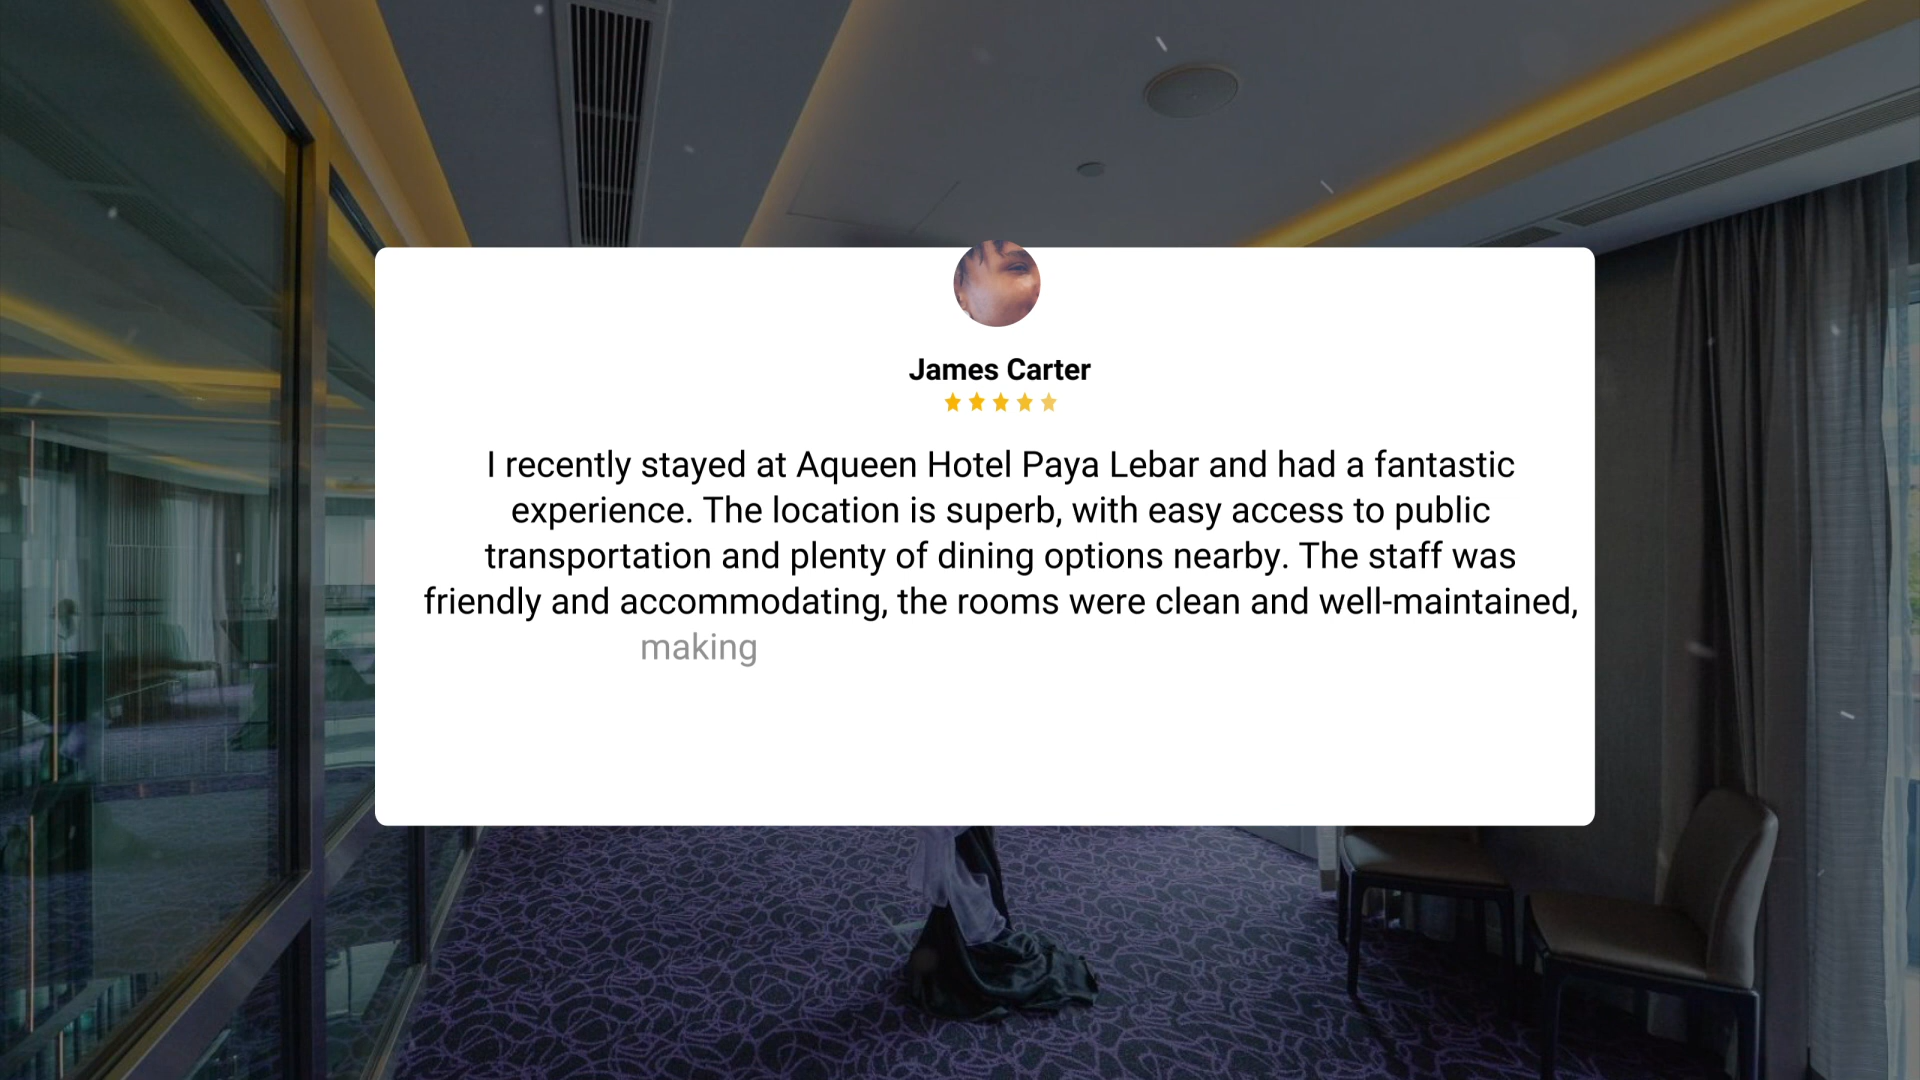 James Carter
I recently stayed at Aqueen Hotel Paya Lebar and had a fantastic
experience. The location is superb, with easy access to public
transportation and plenty of dining options nearby. The staff was
friendly and accommodating, the rooms were clean and well-maintained,
making